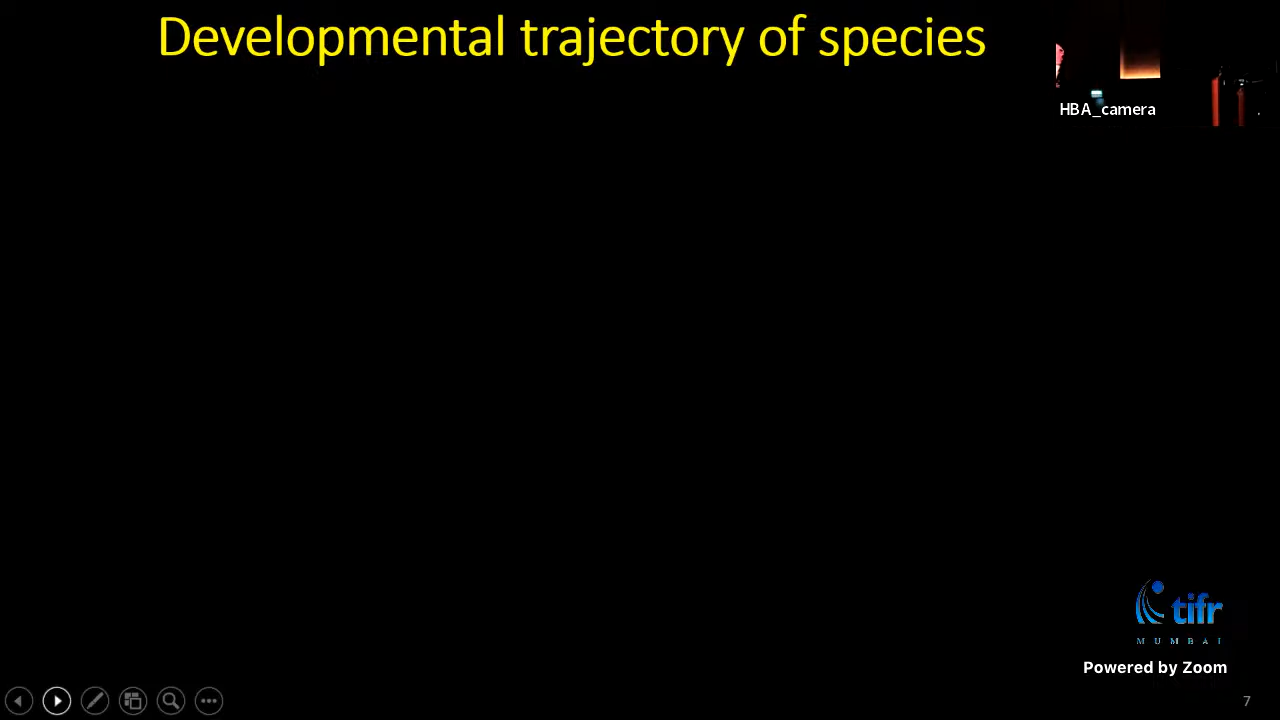 Developmental trajectory of species
HBA_camera
tifr
MUMBAI
Powered by Zoom
7